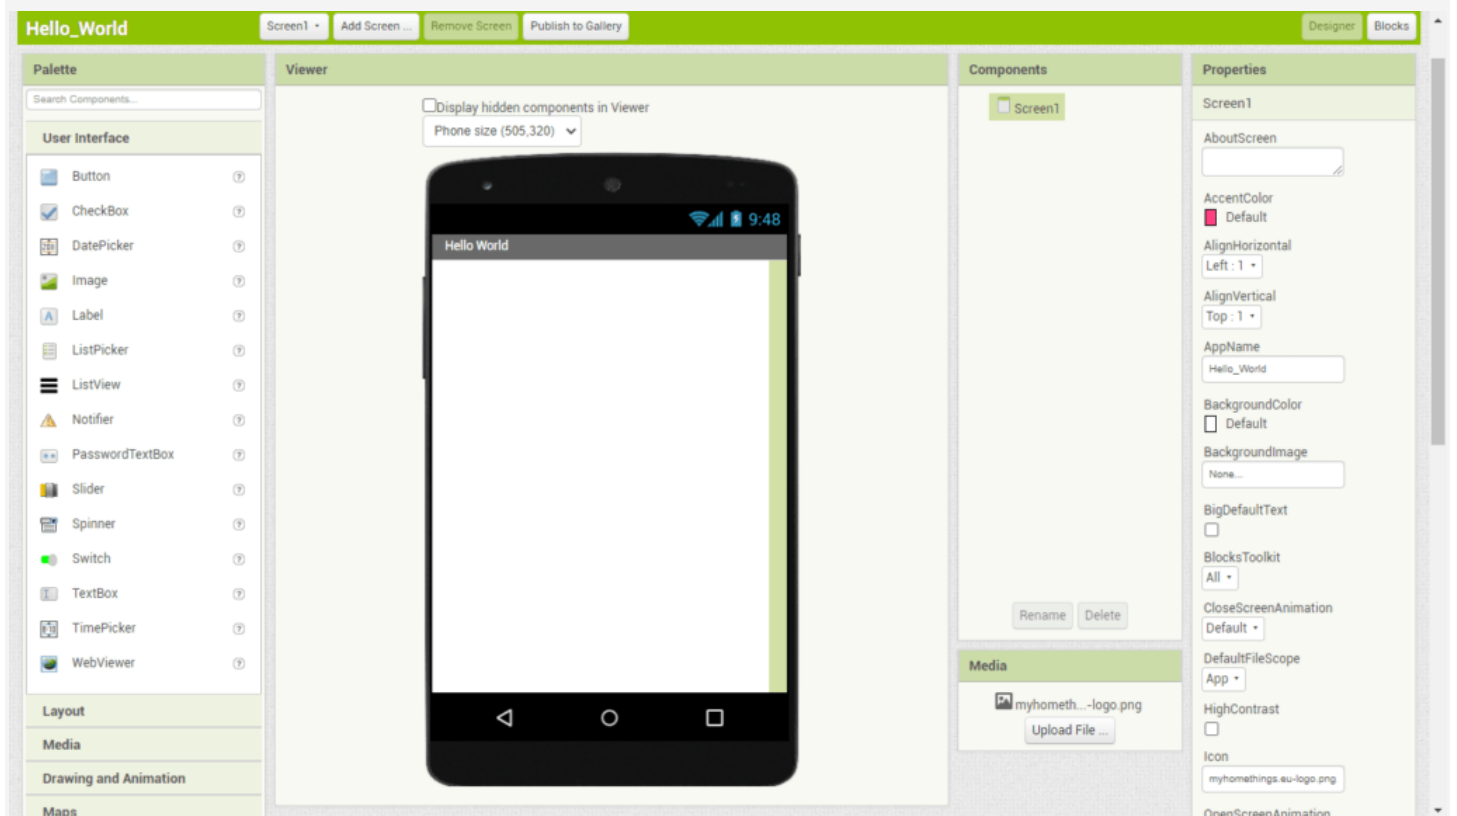 Hello_World
Screen1
Add Screen ...
Remove Screen
Publish to Gallery
Designer
Blocks
Palette
Search Components...
User Interface
Button
CheckBox
DatePicker
Image
Label
ListPicker
ListView
Notifier
PasswordTextBox
Slider
Spinner
Switch
TextBox
TimePicker
WebViewer
Layout
Media
Drawing and Animation
Maps
Viewer
Display hidden components in Viewer
Phone size (505,320)
9:48
Hello World
Components
Screen1
Rename
Delete
Media
myhometh...-logo.png
Upload File ...
Properties
Screen1
AboutScreen
AccentColor
Default
AlignHorizontal
Left : 1
AlignVertical
Top : 1
AppName
Hello_World
BackgroundColor
Default
BackgroundImage
None...
BigDefaultText
BlocksToolkit
All
CloseScreenAnimation
Default
DefaultFileScope
App
HighContrast
Icon
myhomethings.eu-logo.png
OpenScreenAnimation